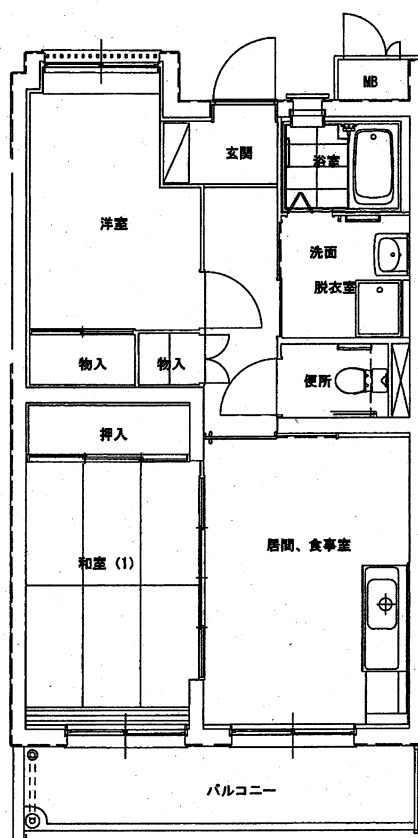 MB
玄関
浴室
洋室
洗面
脱衣室
物入
物入
便所
押入
居間、食事室
和室（1）
バルコニー